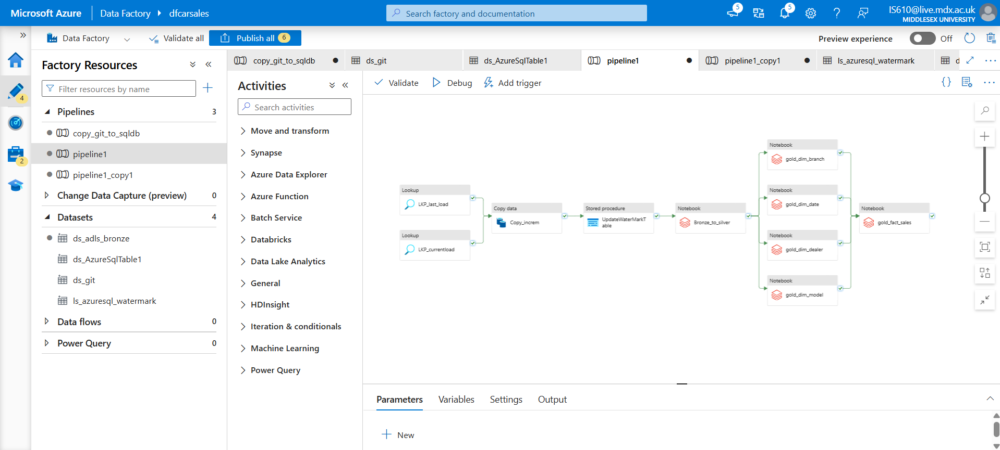 Microsoft Azure
Data Factory
dfcarsales
Search factory and documentation
5
5
IS610@live.mdx.ac.uk
MIDDLESEX UNIVERSITY
Data Factory
Validate all
Publish all 6
Preview experience
Off
4
2
Factory Resources
Filter resources by name
Pipelines 3
copy_git_to_sqldb
pipeline1
pipeline1_copy1
Change Data Capture (preview) 0
Datasets 4
ds_adls_bronze
ds_AzureSqlTable1
ds_git
ls_azuresql_watermark
Data flows 0
Power Query 0
copy_git_to_sqldb
ds_git
ds_AzureSqlTable1
pipeline1
pipeline1_copy1
ls_azuresql_watermark
d
Activities
Search activities
Move and transform
Synapse
Azure Data Explorer
Azure Function
Batch Service
Databricks
Data Lake Analytics
General
HDInsight
Iteration & conditionals
Machine Learning
Power Query
Validate
Debug
Add trigger
{}
Lookup
LKP_last_load
Lookup
LKP_currentload
Copy data
Copy_increm
Stored procedure
UpdateWaterMarkT
able
Notebook
Bronze_to_silver
Notebook
gold_dim_branch
Notebook
gold_dim_date
Notebook
gold_dim_dealer
Notebook
gold_dim_model
Notebook
gold_fact_sales
Parameters
Variables
Settings
Output
New